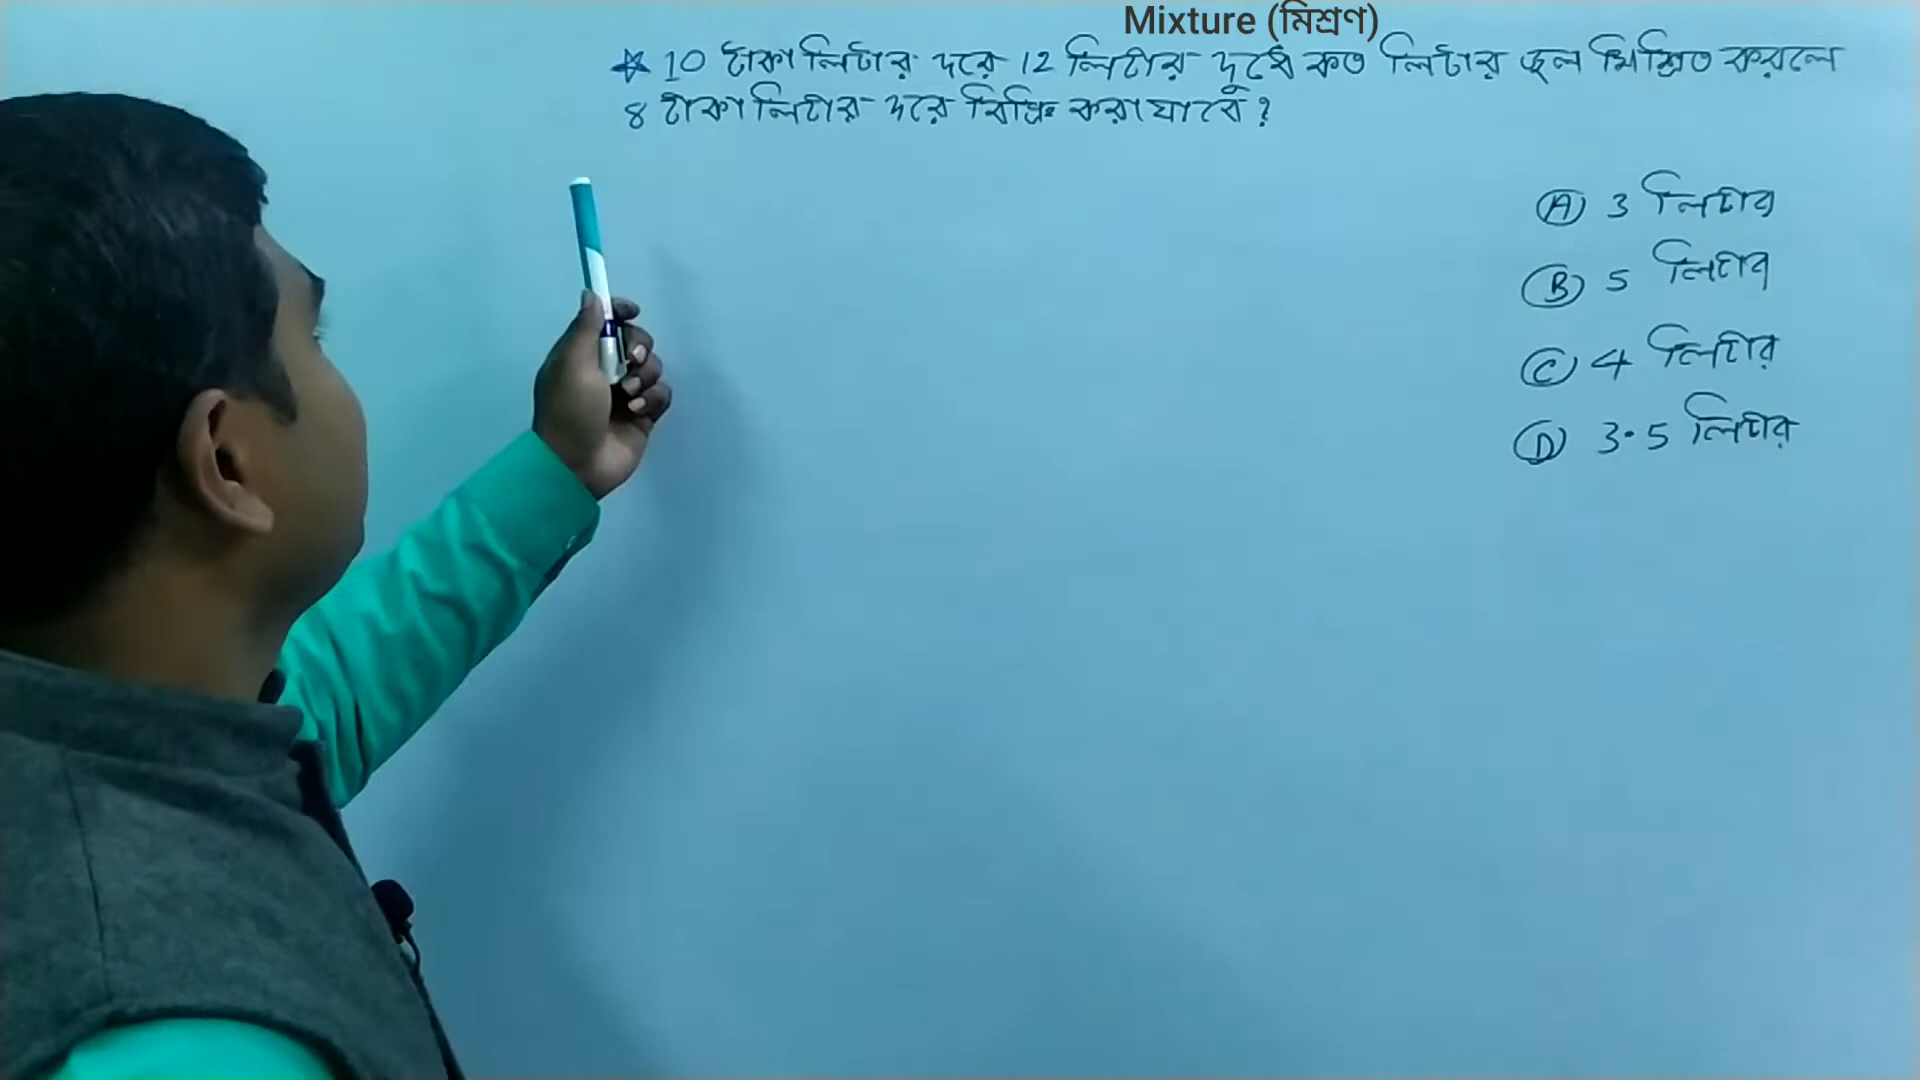 Mixture (মিশ্রণ)
★ 10 টাকা লিটার দরে 12 লিটার দুধে কত লিটার জল মিশ্রিত করলে
8 টাকা লিটার দরে বিক্রি করা যাবে ?
Ⓐ 3 লিটার
Ⓑ 5 লিটার
Ⓒ 4 লিটার
Ⓓ 3.5 লিটার